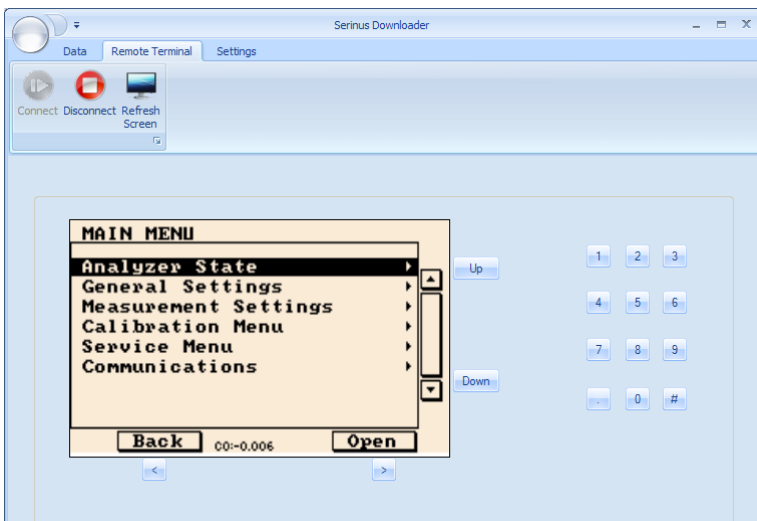 Serinus Downloader
Data Remote Terminal Settings
Connect Disconnect Refresh Screen
MAIN MENU
Analyzer State
General Settings
Measurement Settings
Calibration Menu
Service Menu
Communications
Back CO:-0.006 Open
Up
Down
< >
1 2 3
4 5 6
7 8 9
. 0 #